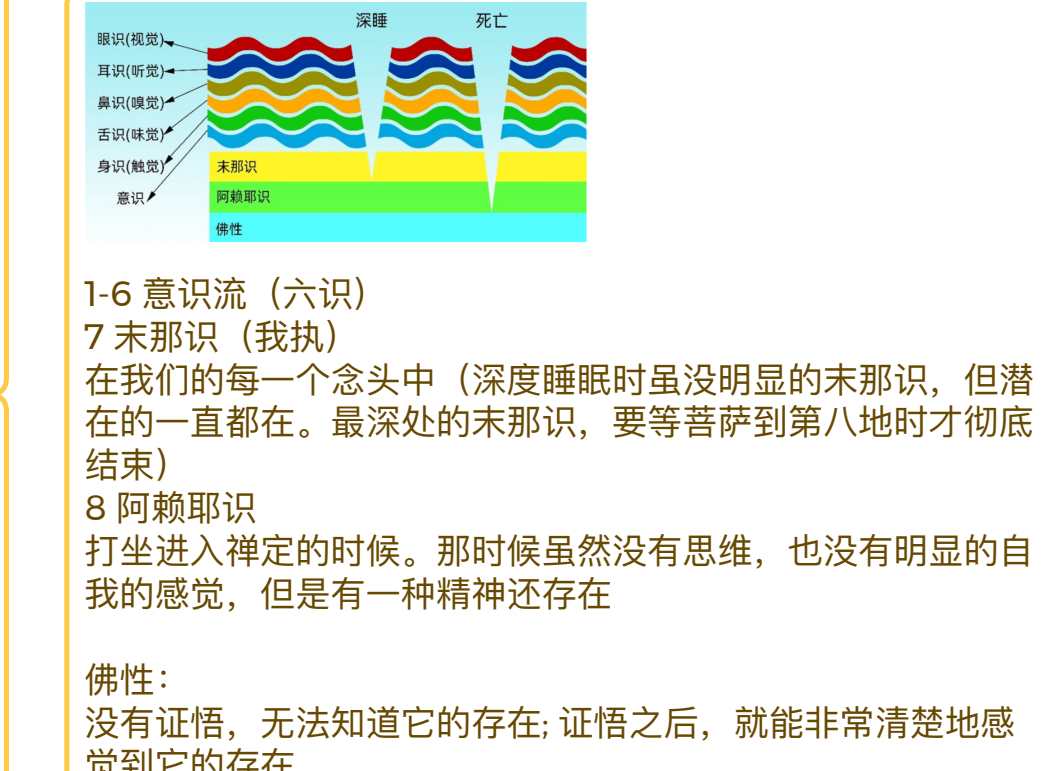 深睡 死亡
眼识(视觉)
耳识(听觉)
鼻识(嗅觉)
舌识(味觉)
身识(触觉)
意识
末那识
阿赖耶识
佛性
1-6 意识流（六识）
7 末那识（我执）
在我们的每一个念头中（深度睡眠时虽没明显的末那识，但潜
在的一直都在。最深处的末那识，要等菩萨到第八地时才彻底
结束）
8 阿赖耶识
打坐进入禅定的时候。那时候虽然没有思维，也没有明显的自
我的感觉，但是有一种精神还存在
佛性：
没有证悟，无法知道它的存在; 证悟之后，就能非常清楚地感
觉到它的存在